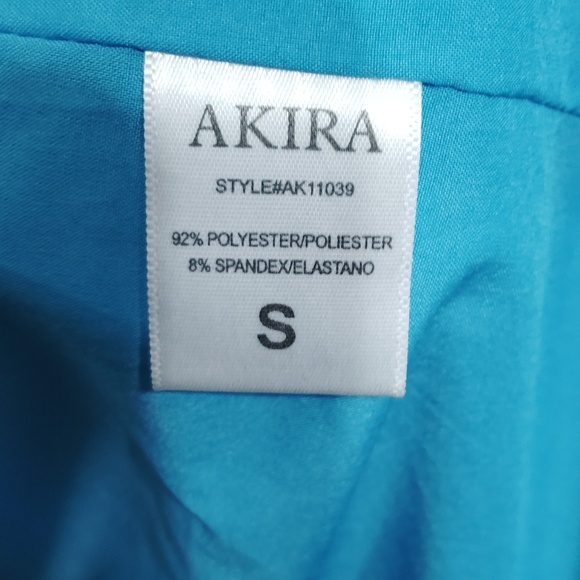 AKIRA
STYLE#AK11039
92% POLYESTER/POLIESTER
8% SPANDEX/ELASTANO
S